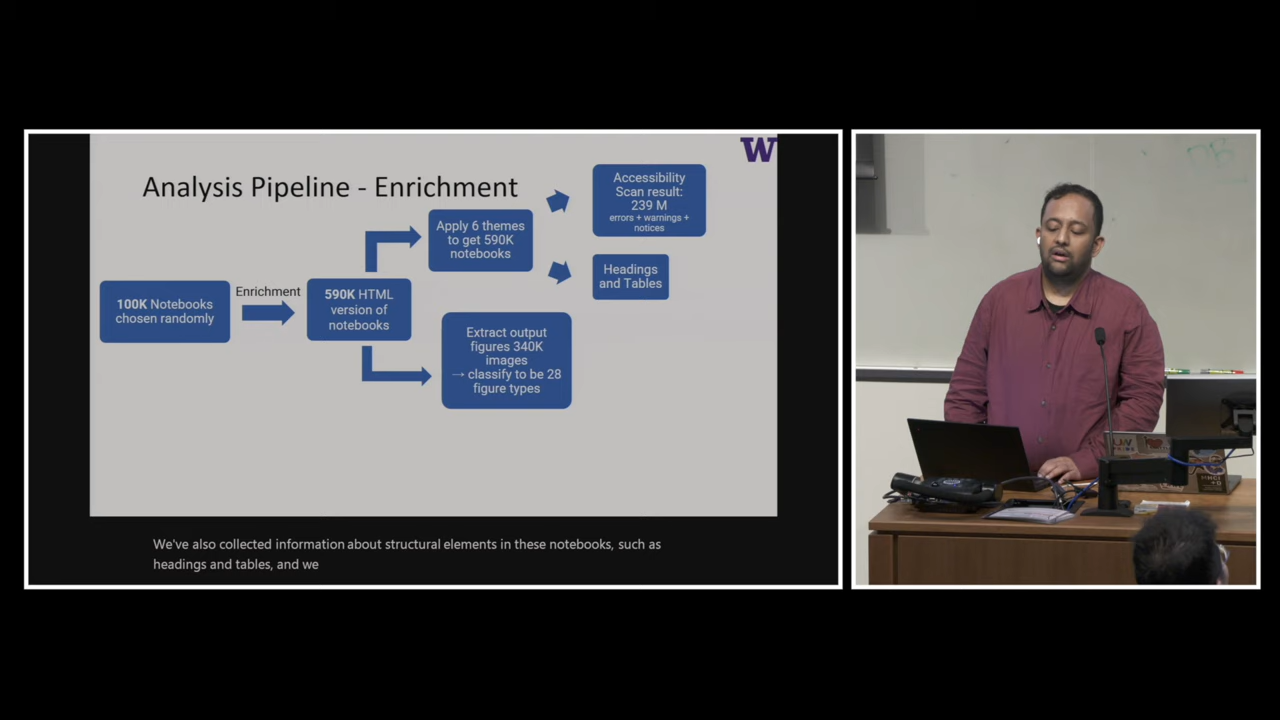 W
Analysis Pipeline - Enrichment
100K Notebooks
chosen randomly
Enrichment
590K HTML
version of
notebooks
Apply 6 themes
to get 590K
notebooks
Accessibility
Scan result:
239 M
errors + warnings +
notices
Headings
and Tables
Extract output
figures 340K
images
→ classify to be 28
figure types
We've also collected information about structural elements in these notebooks, such as
headings and tables, and we